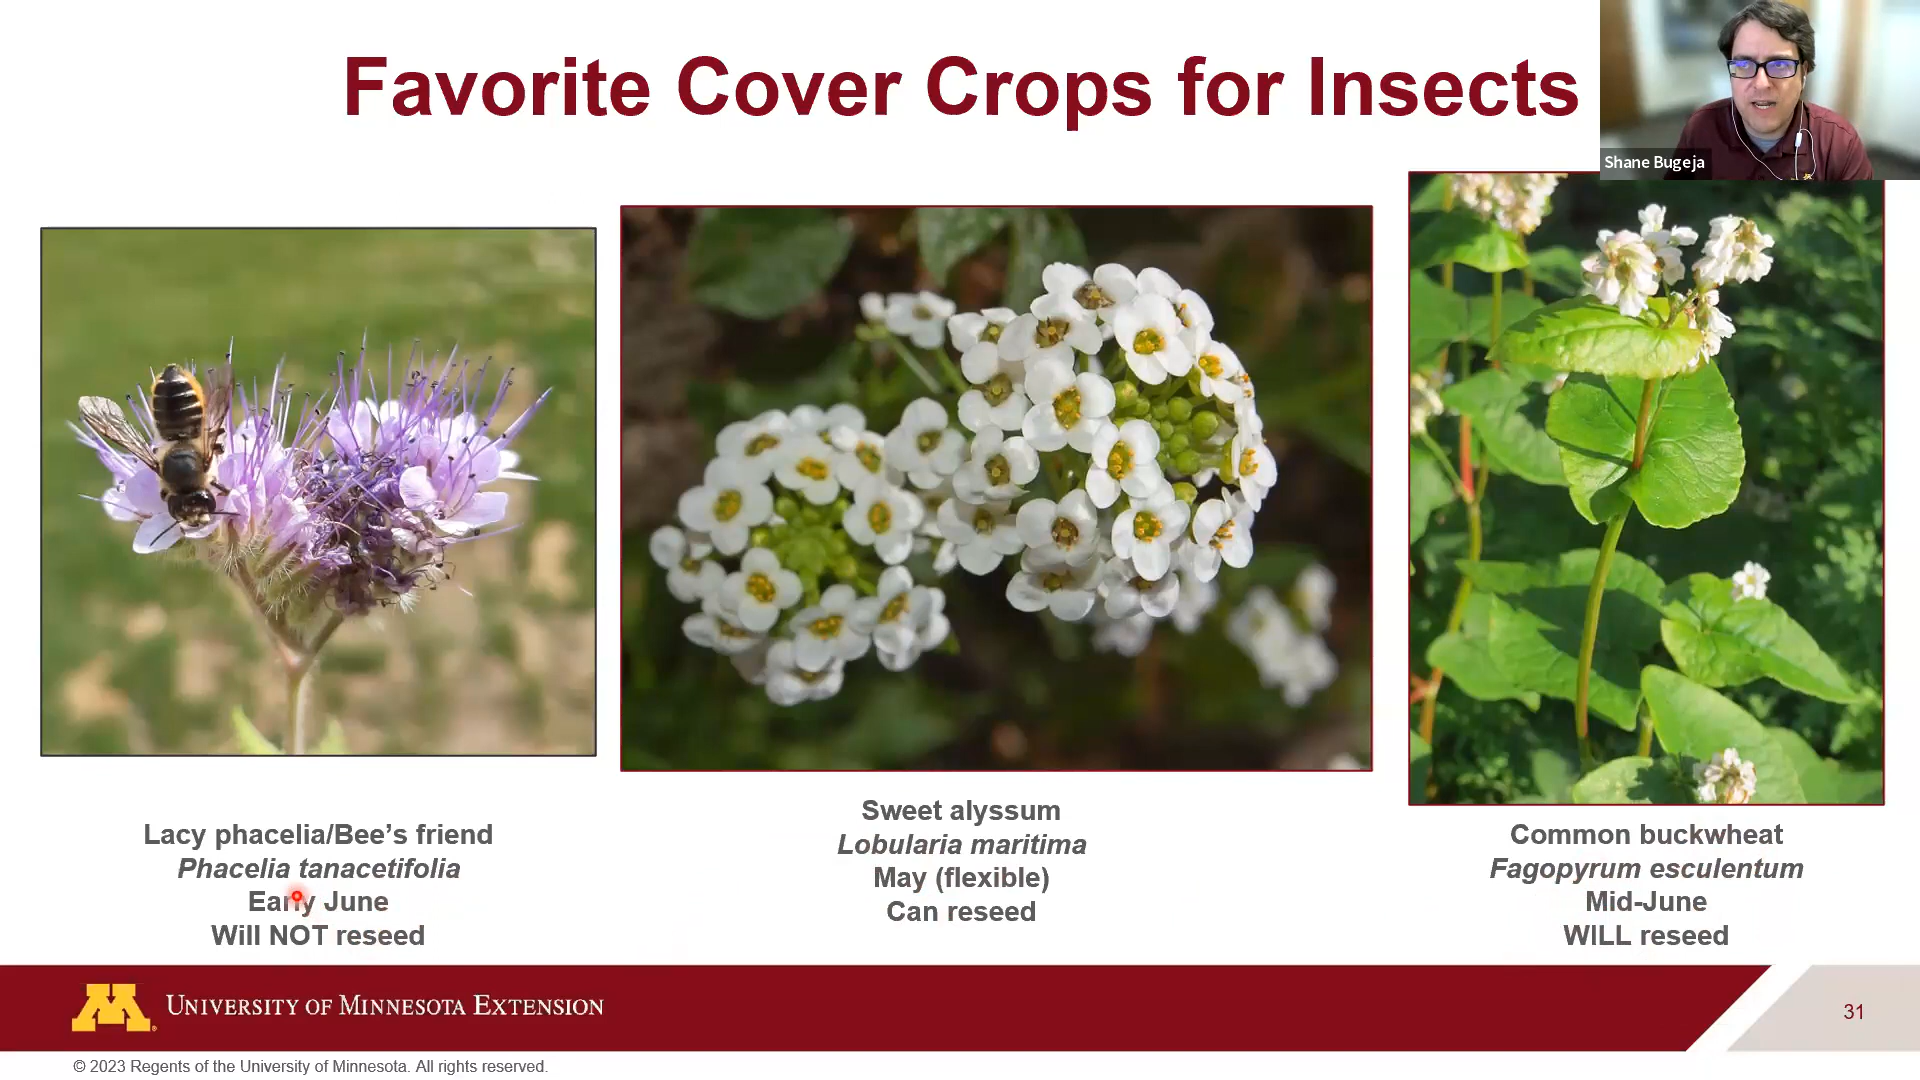 Favorite Cover Crops for Insects
Shane Bugeja
Lacy phacelia/Bee’s friend
Phacelia tanacetifolia
Early June
Will NOT reseed
Sweet alyssum
Lobularia maritima
May (flexible)
Can reseed
Common buckwheat
Fagopyrum esculentum
Mid-June
WILL reseed
M
UNIVERSITY OF MINNESOTA EXTENSION
31
© 2023 Regents of the University of Minnesota. All rights reserved.